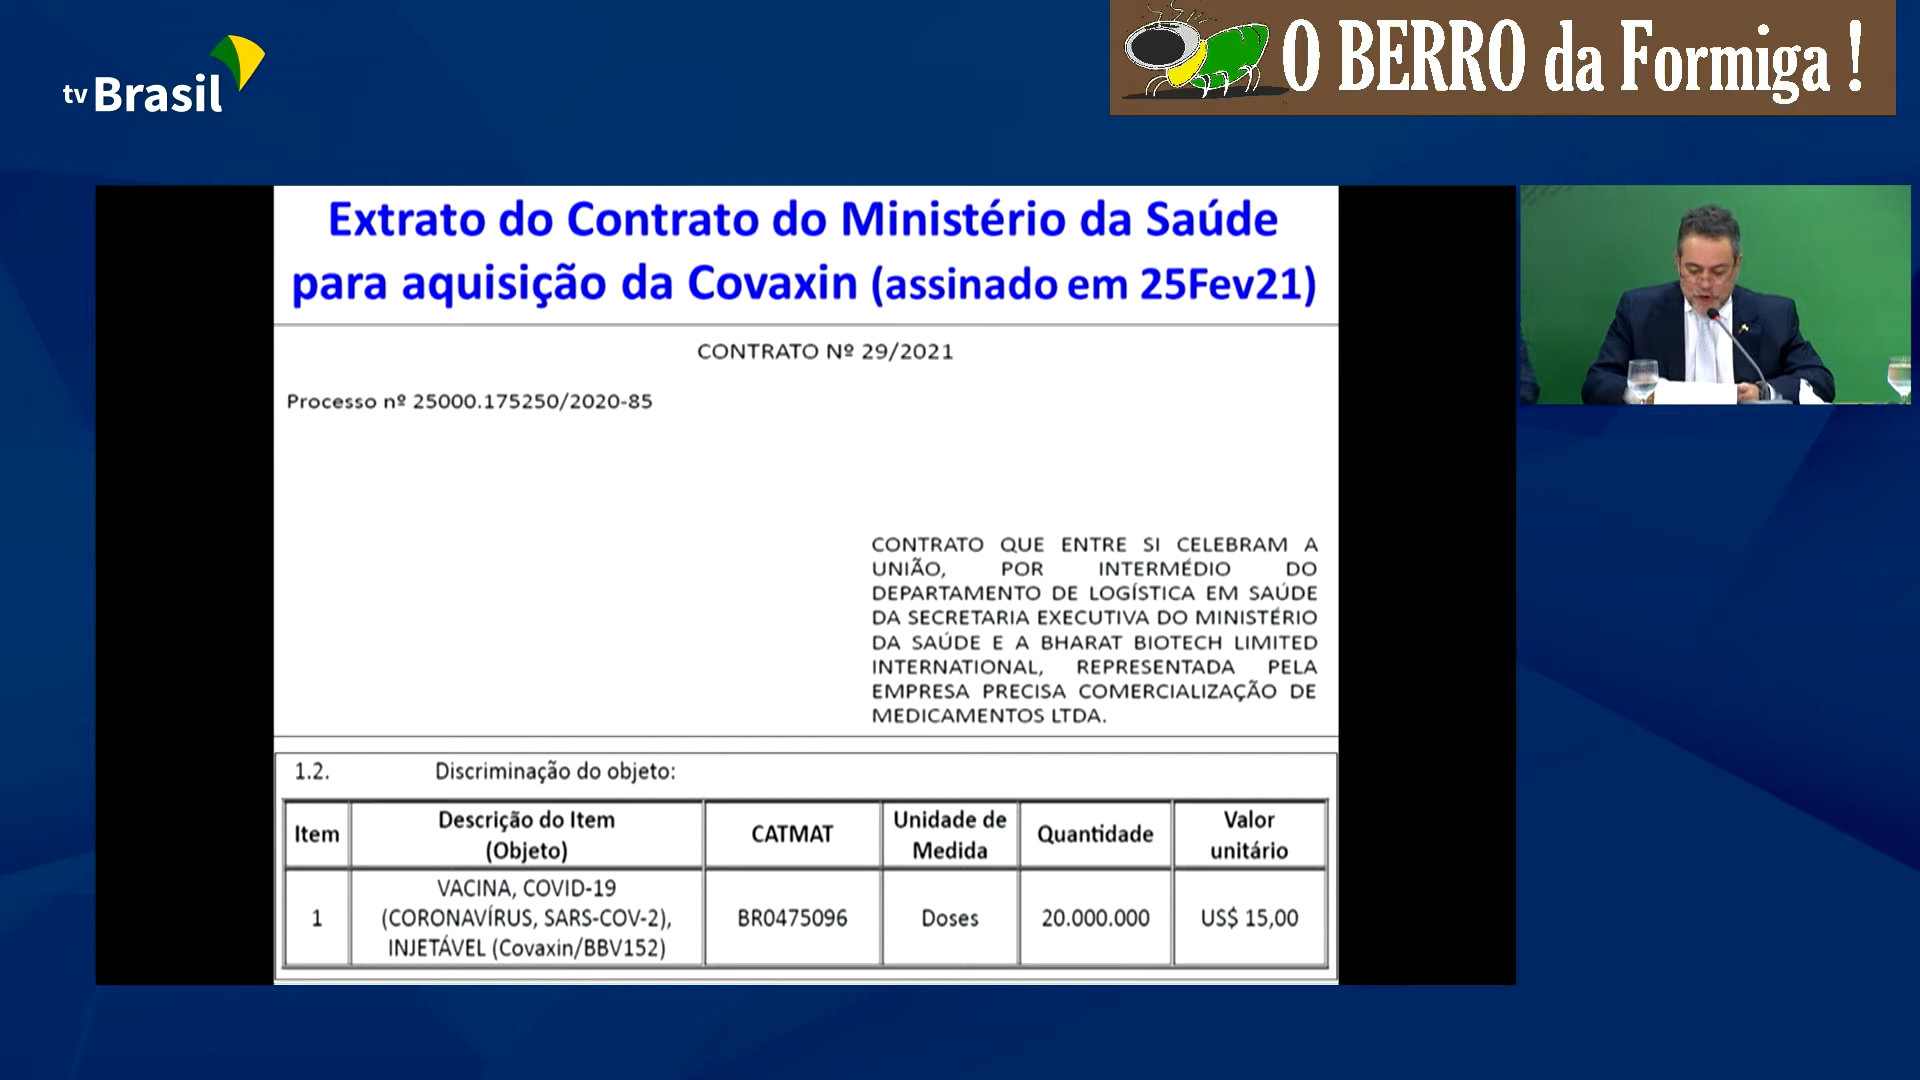 tv Brasil
O BERRO da Formiga !
Extrato do Contrato do Ministério da Saúde
para aquisição da Covaxin (assinado em 25Fev21)
CONTRATO Nº 29/2021
Processo nº 25000.175250/2020-85
CONTRATO QUE ENTRE SI CELEBRAM A
UNIÃO, POR INTERMÉDIO DO
DEPARTAMENTO DE LOGÍSTICA EM SAÚDE
DA SECRETARIA EXECUTIVA DO MINISTÉRIO
DA SAÚDE E A BHARAT BIOTECH LIMITED
INTERNATIONAL, REPRESENTADA PELA
EMPRESA PRECISA COMERCIALIZAÇÃO DE
MEDICAMENTOS LTDA.
1.2. Discriminação do objeto:
Item
Descrição do Item
(Objeto)
CATMAT
Unidade de
Medida
Quantidade
Valor
unitário
1
VACINA, COVID-19
(CORONAVÍRUS, SARS-COV-2),
INJETÁVEL (Covaxin/BBV152)
BR0475096
Doses
20.000.000
US$ 15,00